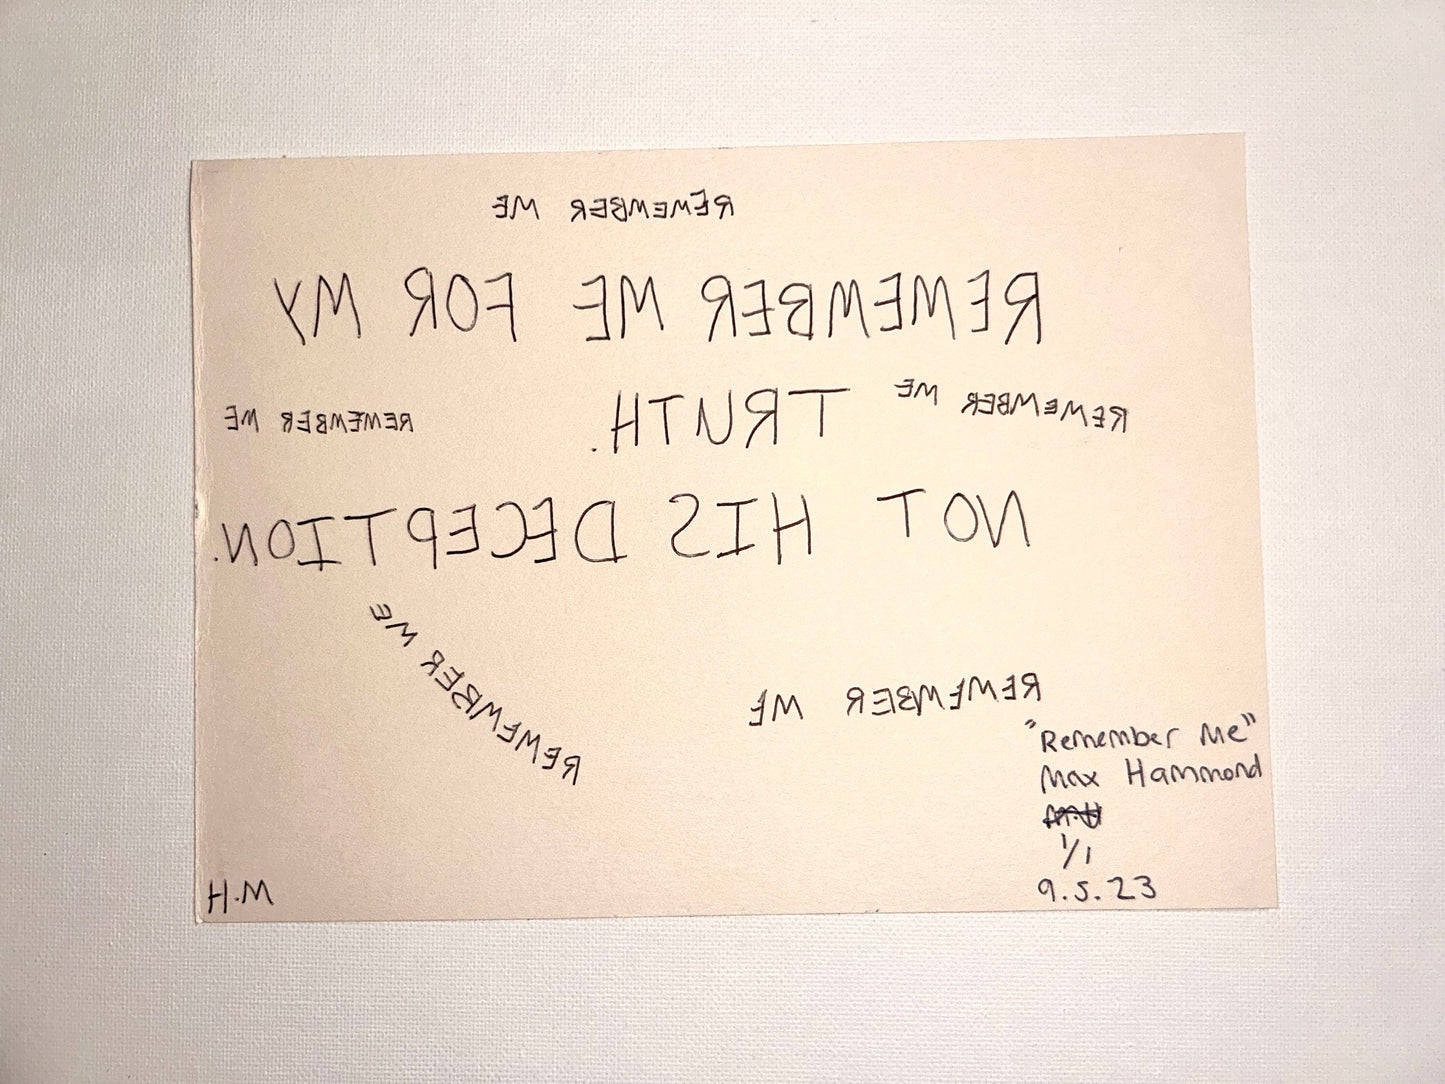 REMEMBER ME
REMEMBER ME FOR MY
REMEMBER ME
TRUTH.
REMEMBER ME
NOT HIS DECEPTION.
REMEMBER ME
REMEMBER ME
"Remember Me"
Max Hammond
1/1
9.5.23
H.M